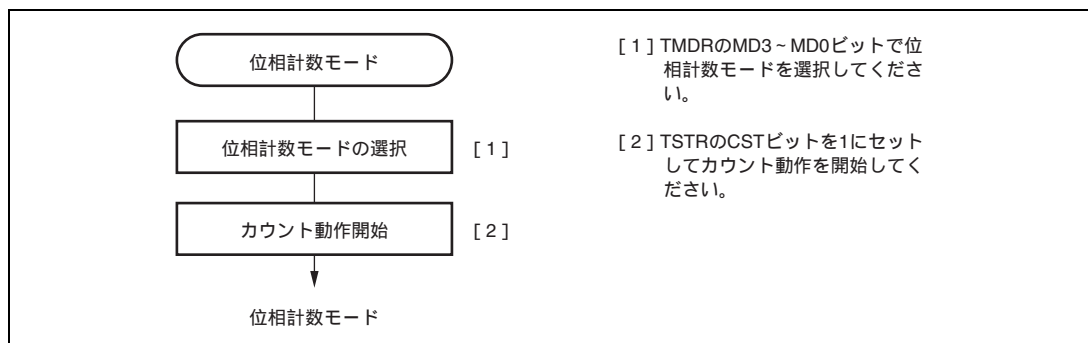 位相計数モード
位相計数モードの選択
[1]
カウント動作開始
[2]
位相計数モード
[1] TMDRのMD3～MD0ビットで位
相計数モードを選択してくださ
い。
[2] TSTRのCSTビットを1にセット
してカウント動作を開始してく
ださい。